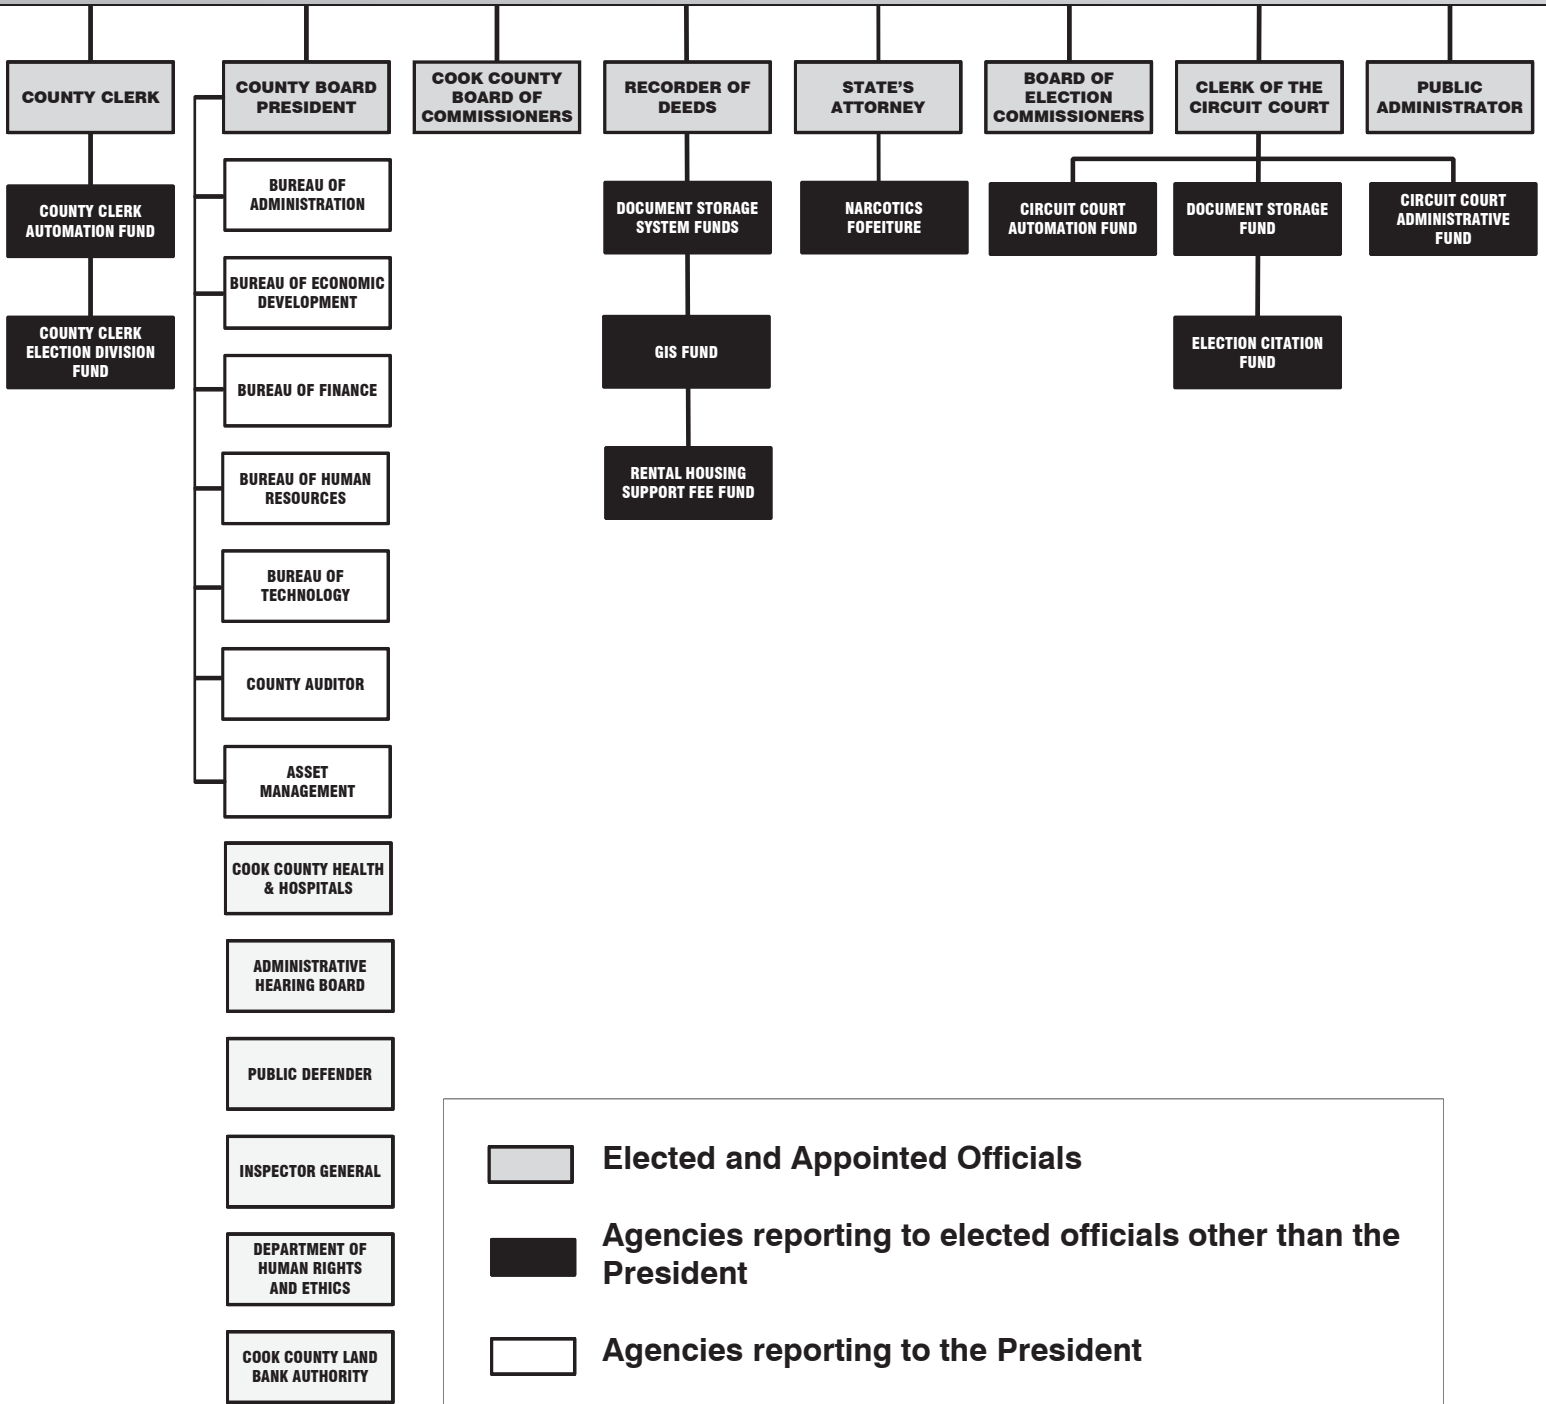 COUNTY CLERK
COUNTY BOARD
PRESIDENT
COOK COUNTY
BOARD OF
COMMISSIONERS
RECORDER OF
DEEDS
STATE'S
ATTORNEY
BOARD OF
ELECTION
COMMISSIONERS
CLERK OF THE
CIRCUIT COURT
PUBLIC
ADMINISTRATOR
COUNTY CLERK
AUTOMATION FUND
COUNTY CLERK
ELECTION DIVISION
FUND
BUREAU OF
ADMINISTRATION
BUREAU OF ECONOMIC
DEVELOPMENT
BUREAU OF FINANCE
BUREAU OF HUMAN
RESOURCES
BUREAU OF
TECHNOLOGY
COUNTY AUDITOR
ASSET
MANAGEMENT
COOK COUNTY HEALTH
& HOSPITALS
ADMINISTRATIVE
HEARING BOARD
PUBLIC DEFENDER
INSPECTOR GENERAL
DEPARTMENT OF
HUMAN RIGHTS
AND ETHICS
COOK COUNTY LAND
BANK AUTHORITY
DOCUMENT STORAGE
SYSTEM FUNDS
GIS FUND
RENTAL HOUSING
SUPPORT FEE FUND
NARCOTICS
FOFEITURE
CIRCUIT COURT
AUTOMATION FUND
DOCUMENT STORAGE
FUND
ELECTION CITATION
FUND
CIRCUIT COURT
ADMINISTRATIVE
FUND
Elected and Appointed Officials
Agencies reporting to elected officials other than the
President
Agencies reporting to the President